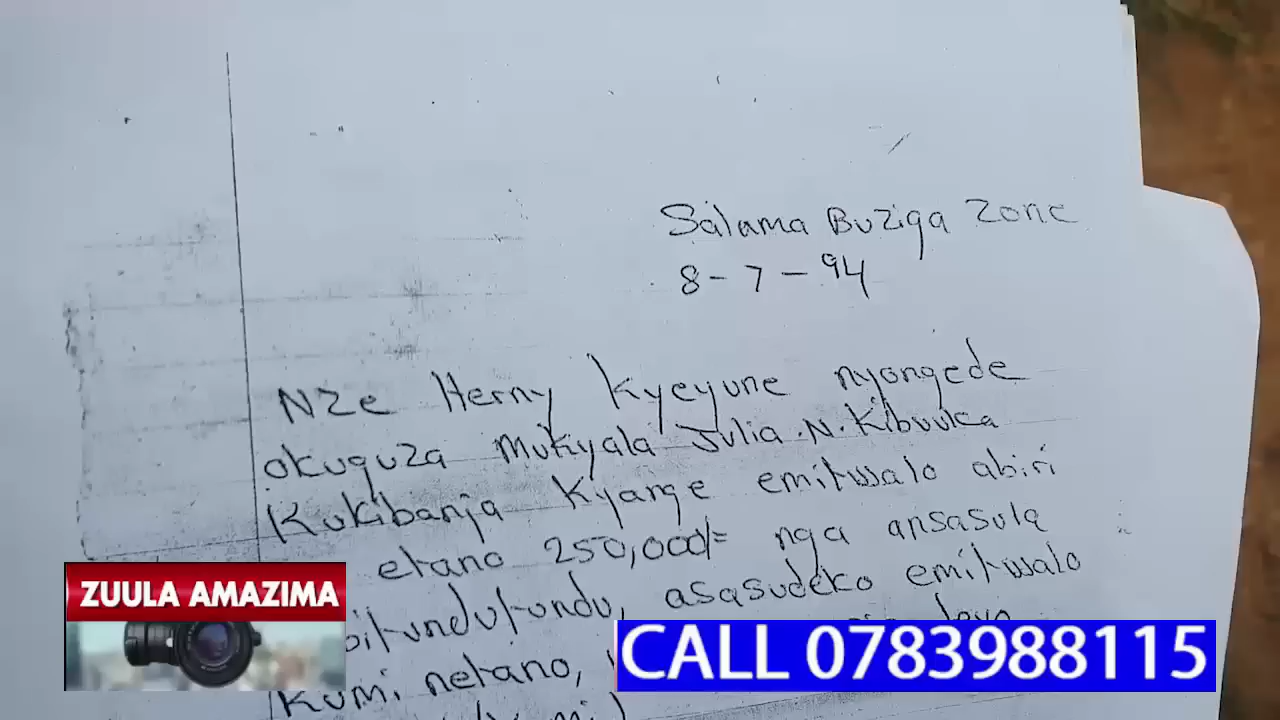 Salama Buziga Zone
8-7-94
Nze Herny Kyeyune nyongede
okuguza Mukyala Julia.N.Kibuuka
Kukibanja Kyange emitwalo abiri
etano 250,000/= nga ansasula
bitundutundu, asasudeko emitwalo
Kumi netano, leyo
ZUULA AMAZIMA
CALL 0783988115